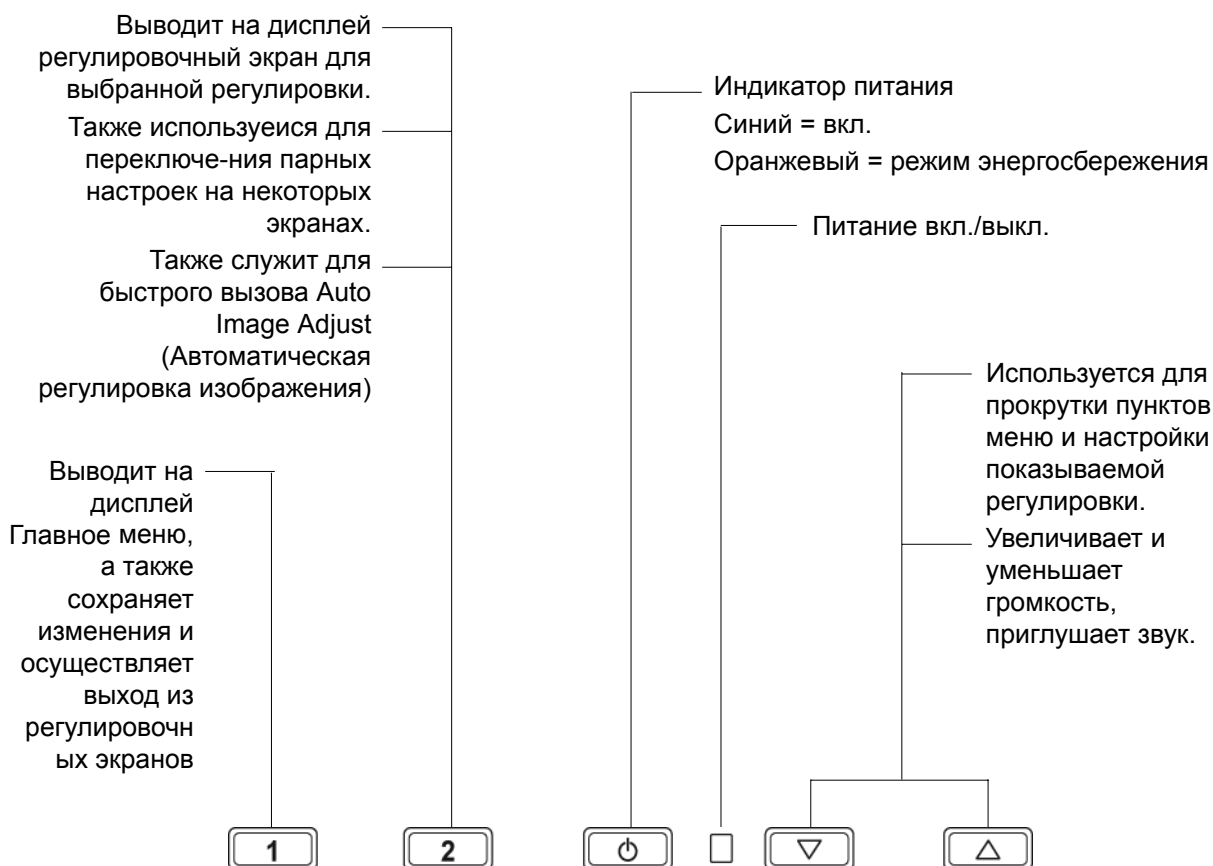 Выводит на дисплей
регулировочный экран для
выбранной регулировки.
Также используеися для
переключе-ния парных
настроек на некоторых
экранах.
Также служит для
быстрого вызова Auto
Image Adjust
(Автоматическая
регулировка изображения)
Индикатор питания
Синий = вкл.
Оранжевый = режим энергосбережения
Питание вкл./выкл.
Используется для
прокрутки пунктов
меню и настройки
показываемой
регулировки.
Увеличивает и
уменьшает
громкость,
приглушает звук.
Выводит на
дисплей
Главное меню,
а также
сохраняет
изменения и
осуществляет
выход из
регулировочн
ых экранов
1
2